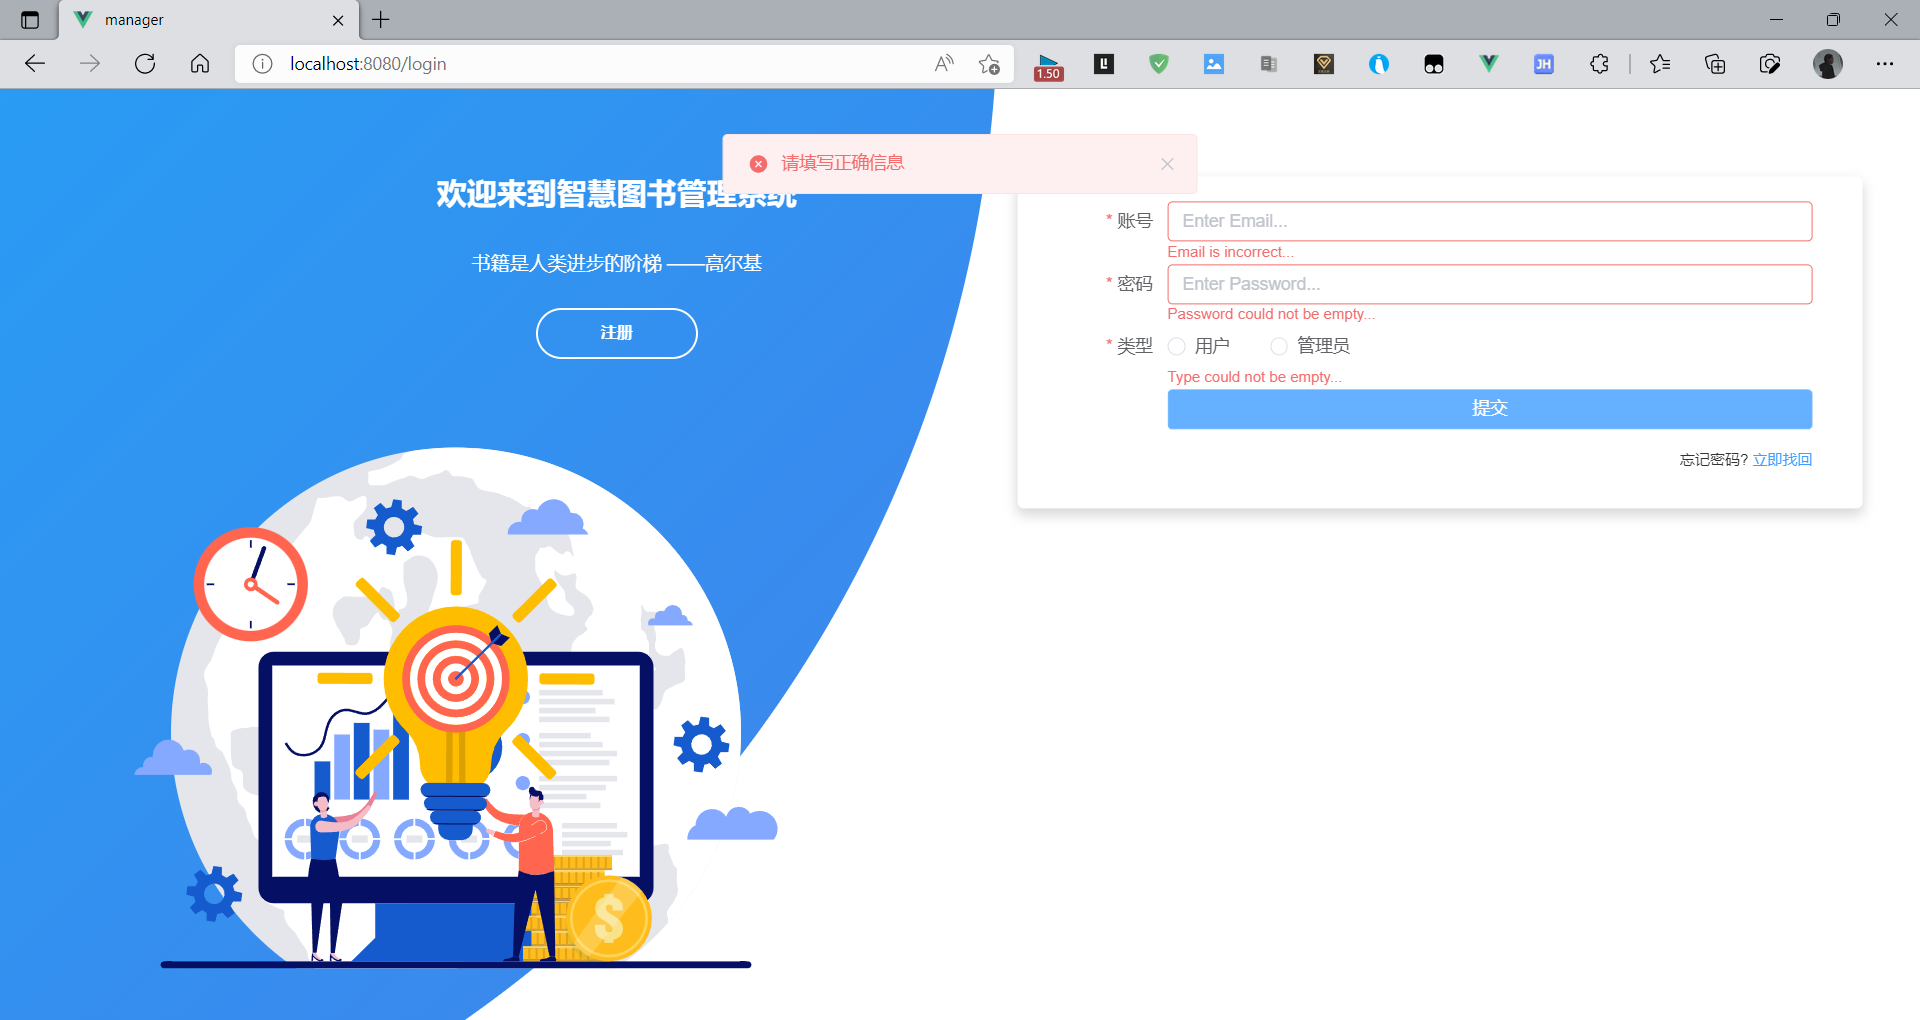 manager
localhost:8080/login
1.50
JH
请填写正确信息
欢迎来到智慧图书管理系统
书籍是人类进步的阶梯 ——高尔基
注册
* 账号
Enter Email...
Email is incorrect...
* 密码
Enter Password...
Password could not be empty...
* 类型 用户 管理员
Type could not be empty...
提交
忘记密码? 立即找回
$